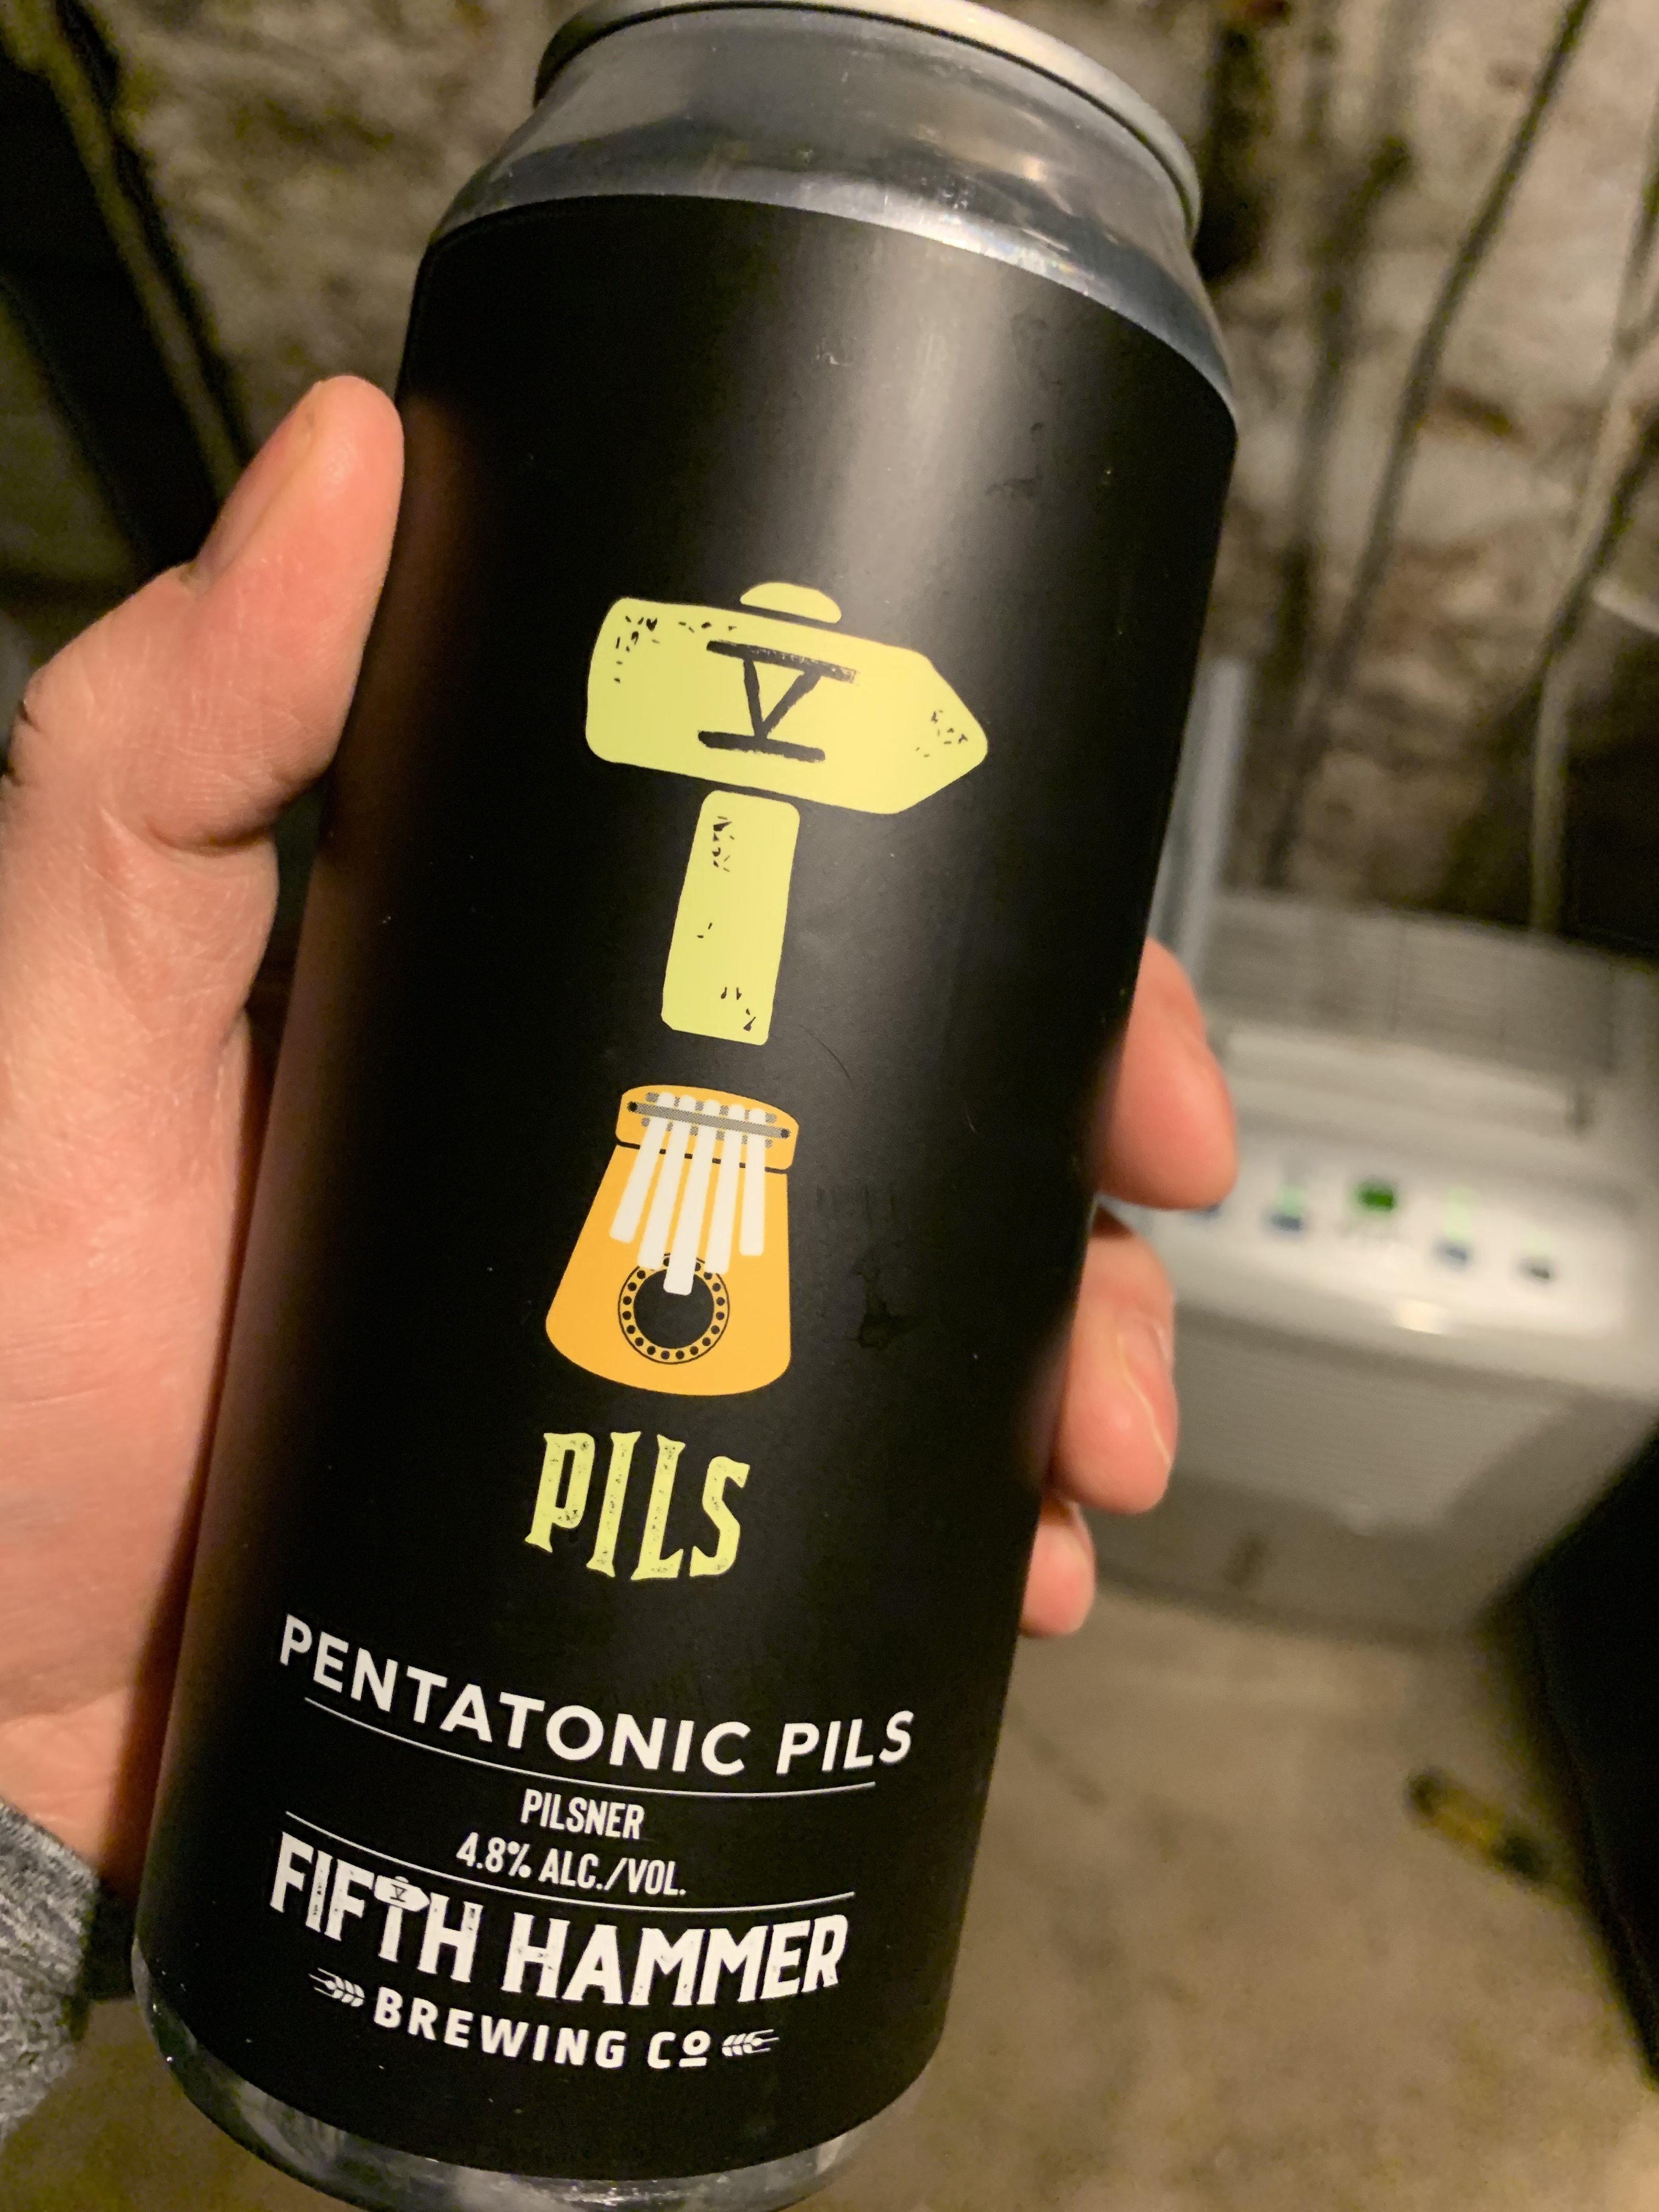 V
PILS
PENTATONIC PILS
PILSNER
4.8% ALC./VOL.
FIFTH HAMMER
BREWING Co